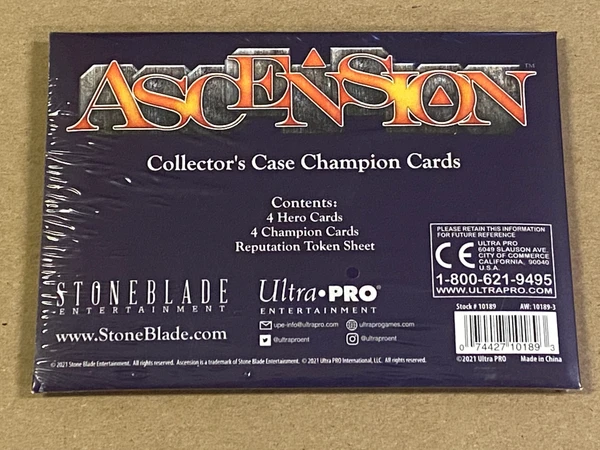 ASCENSION™
Collector's Case Champion Cards
Contents:
4 Hero Cards
4 Champion Cards
Reputation Token Sheet
PLEASE RETAIN THIS INFORMATION
FOR FUTURE REFERENCE
CE
ULTRA PRO
6049 SLAUSON AVE.
CITY OF COMMERCE
CALIFORNIA, 90040
U.S.A.
1-800-621-9495
WWW.ULTRAPRO.COM
STONEBLADE
ENTERTAINMENT
www.StoneBlade.com
Ultra•PRO®
ENTERTAINMENT
upe-info@ultrapro.com
ultraprogames.com
@ultraproent
@ultraproent
Stock # 10189
AW: 10189-3
0 74427 10189 3
© 2021 Stone Blade Entertainment. All rights reserved. Ascension is a trademark of Stone Blade Entertainment. © 2021 Ultra PRO International, LLC. All rights reserved.
©2021 Ultra PRO
Made in China